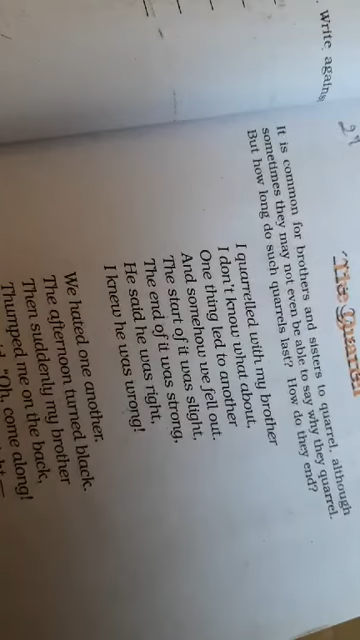 Write against
27
The Quarrel
It is common for brothers and sisters to quarrel, although
sometimes they may not even be able to say why they quarrel.
But how long do such quarrels last? How do they end?
I quarrelled with my brother
I don't know what about,
One thing led to another
And somehow we fell out.
The start of it was slight,
The end of it was strong,
He said he was right,
I knew he was wrong!
We hated one another.
The afternoon turned black.
Then suddenly my brother
Thumped me on the back,
"Oh, come along!